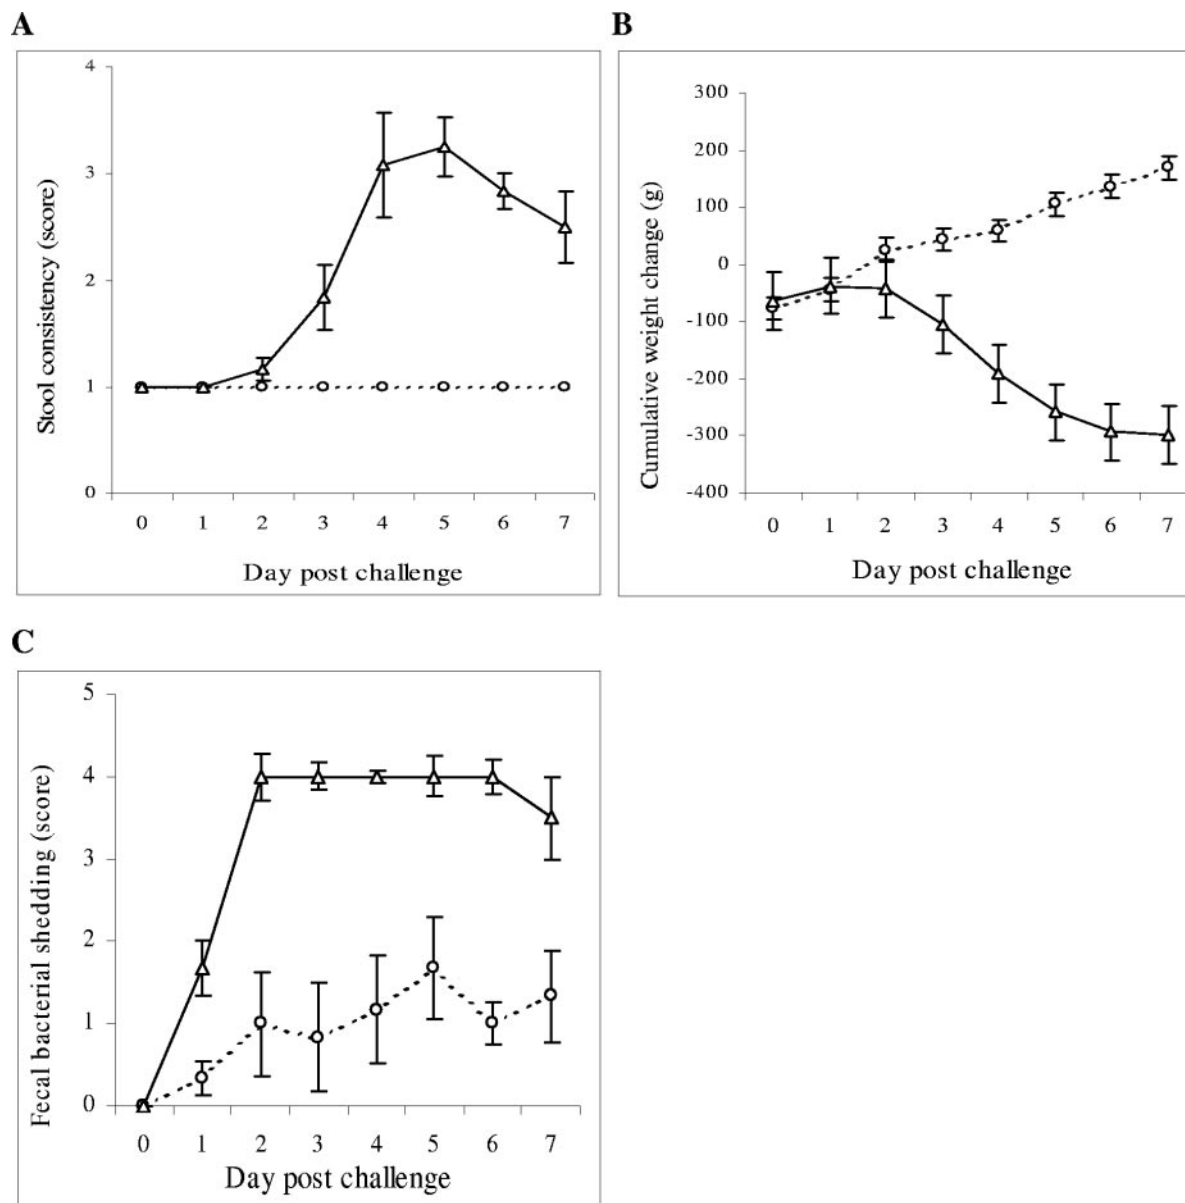 A
Stool consistency (score)
4
3
2
1
0
0 1 2 3 4 5 6 7
Day post challenge
B
Cumulative weight change (g)
300
200
100
0
-100
-200
-300
-400
0 1 2 3 4 5 6 7
Day post challenge
C
Fecal bacterial shedding (score)
5
4
3
2
1
0
0 1 2 3 4 5 6 7
Day post challenge